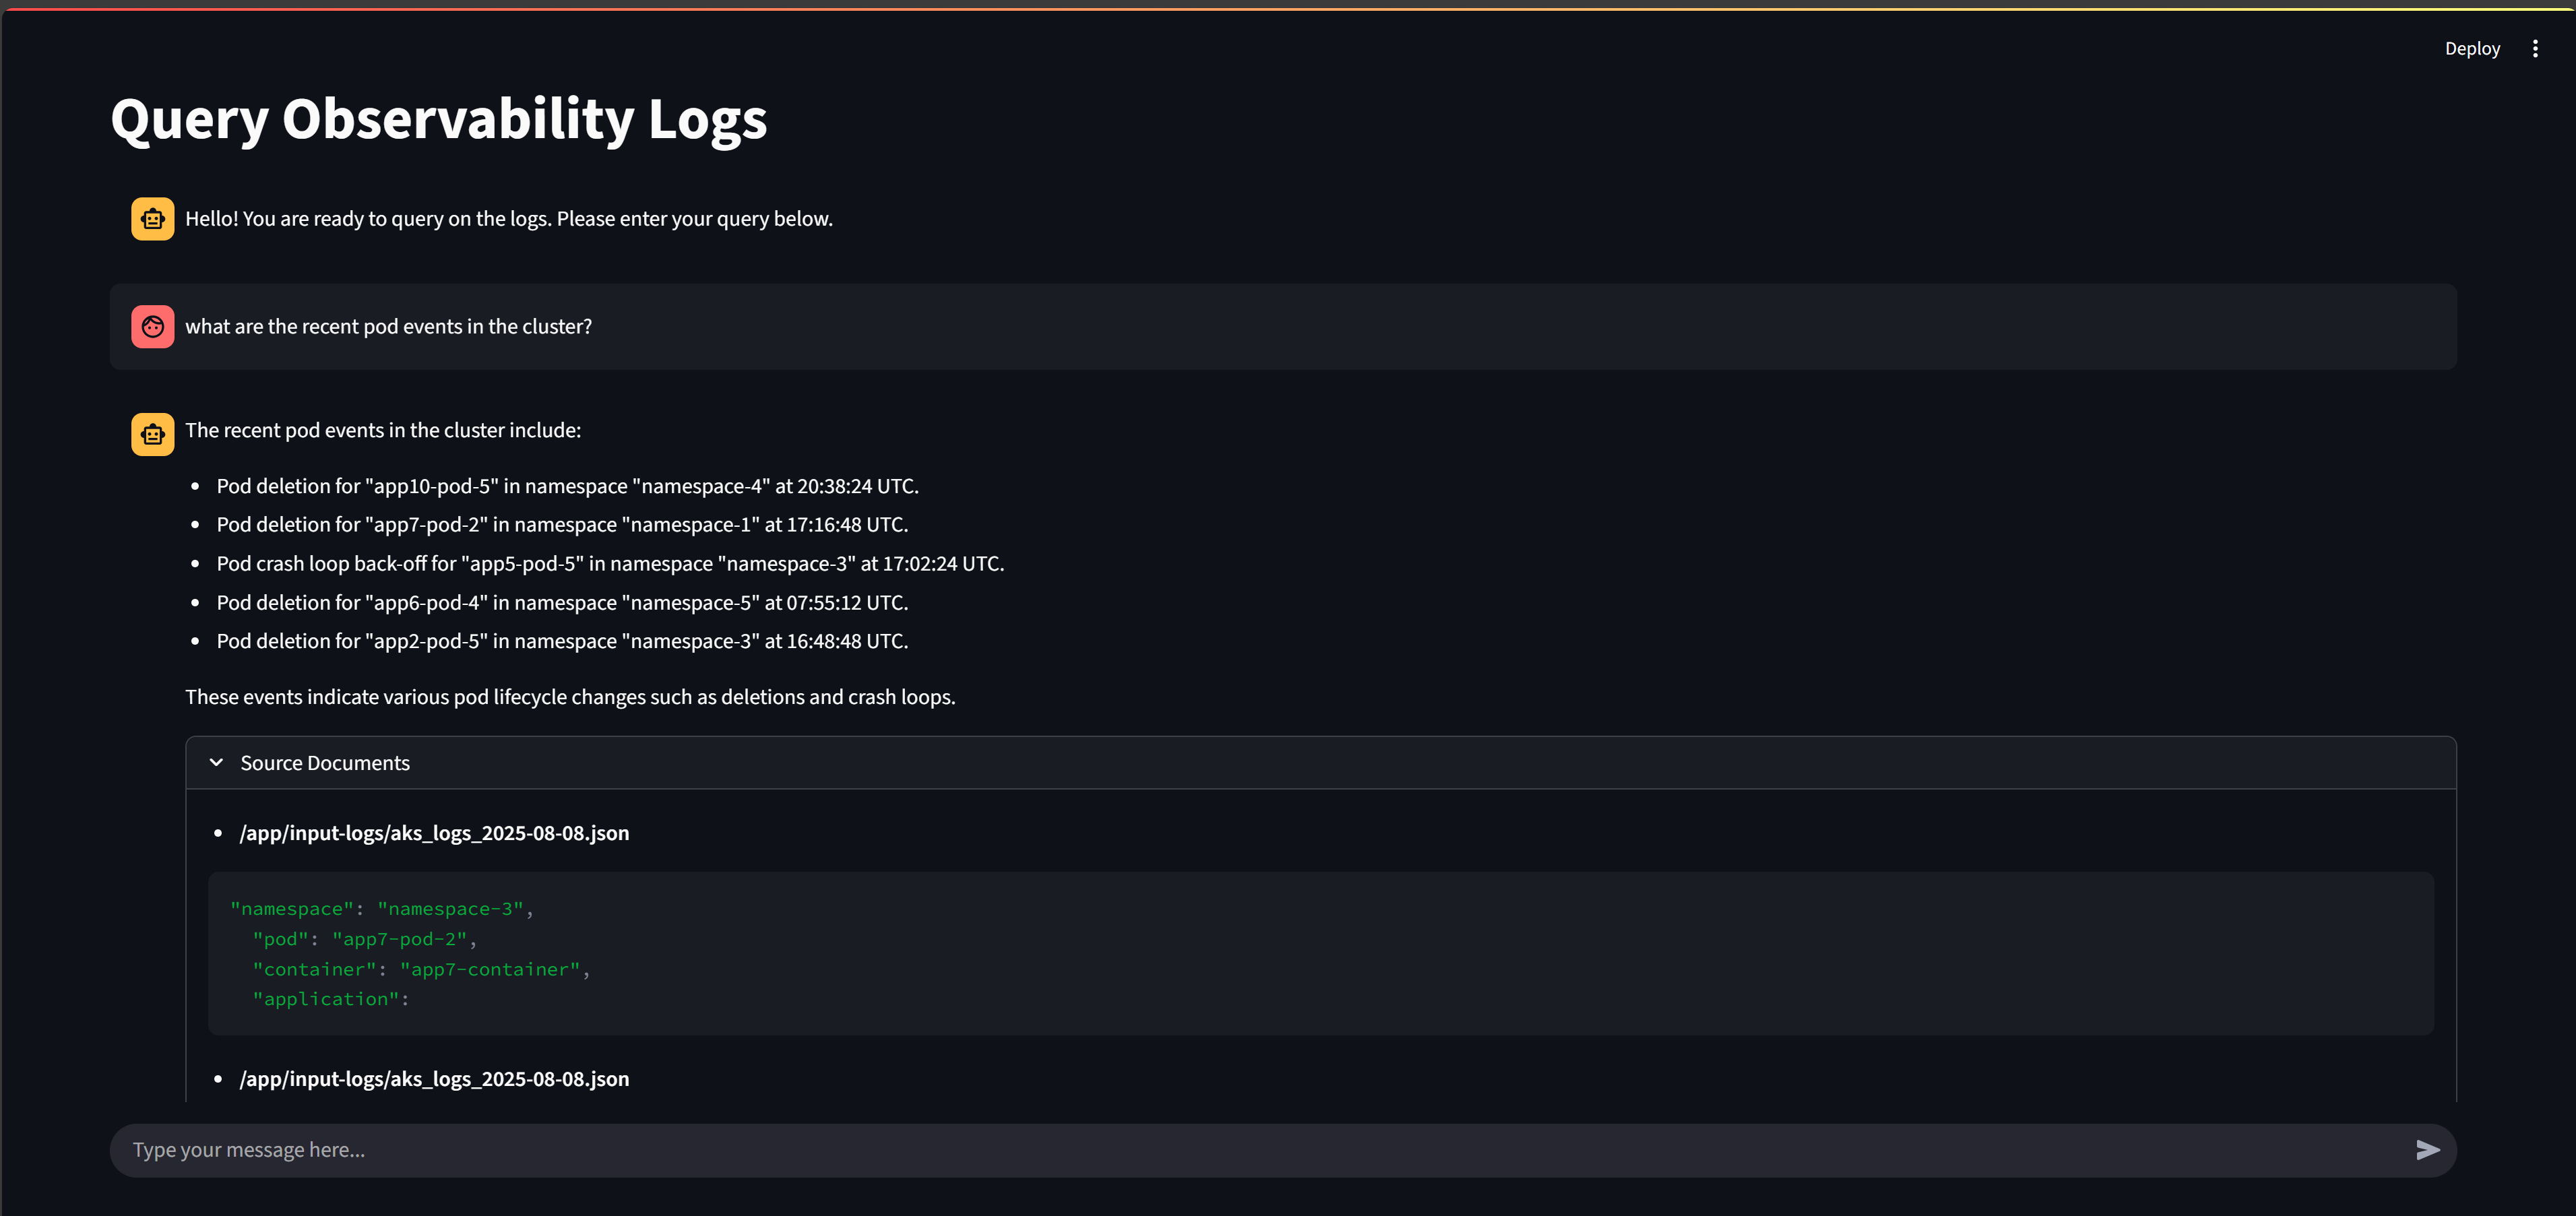 Deploy
Query Observability Logs
Hello! You are ready to query on the logs. Please enter your query below.
what are the recent pod events in the cluster?
The recent pod events in the cluster include:
• Pod deletion for "app10-pod-5" in namespace "namespace-4" at 20:38:24 UTC.
• Pod deletion for "app7-pod-2" in namespace "namespace-1" at 17:16:48 UTC.
• Pod crash loop back-off for "app5-pod-5" in namespace "namespace-3" at 17:02:24 UTC.
• Pod deletion for "app6-pod-4" in namespace "namespace-5" at 07:55:12 UTC.
• Pod deletion for "app2-pod-5" in namespace "namespace-3" at 16:48:48 UTC.
These events indicate various pod lifecycle changes such as deletions and crash loops.
Source Documents
• /app/input-logs/aks_logs_2025-08-08.json
"namespace": "namespace-3",
"pod": "app7-pod-2",
"container": "app7-container",
"application":
• /app/input-logs/aks_logs_2025-08-08.json
Type your message here...